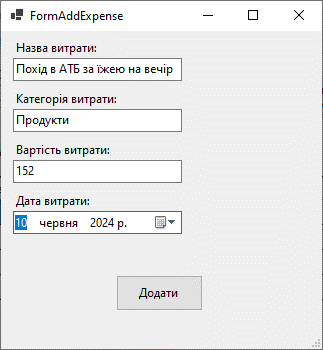 FormAddExpense
Назва витрати:
Похід в АТБ за їжею на вечір
Категорія витрати:
Продукти
Вартість витрати:
152
Дата витрати:
10 червня 2024 р.
Додати